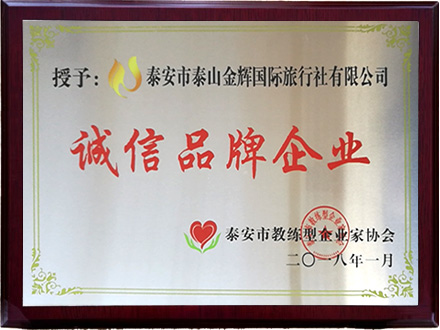 授予：泰安市泰山金辉国际旅行社有限公司
诚信品牌企业
泰安市教练型企业家协会
二〇一八年一月